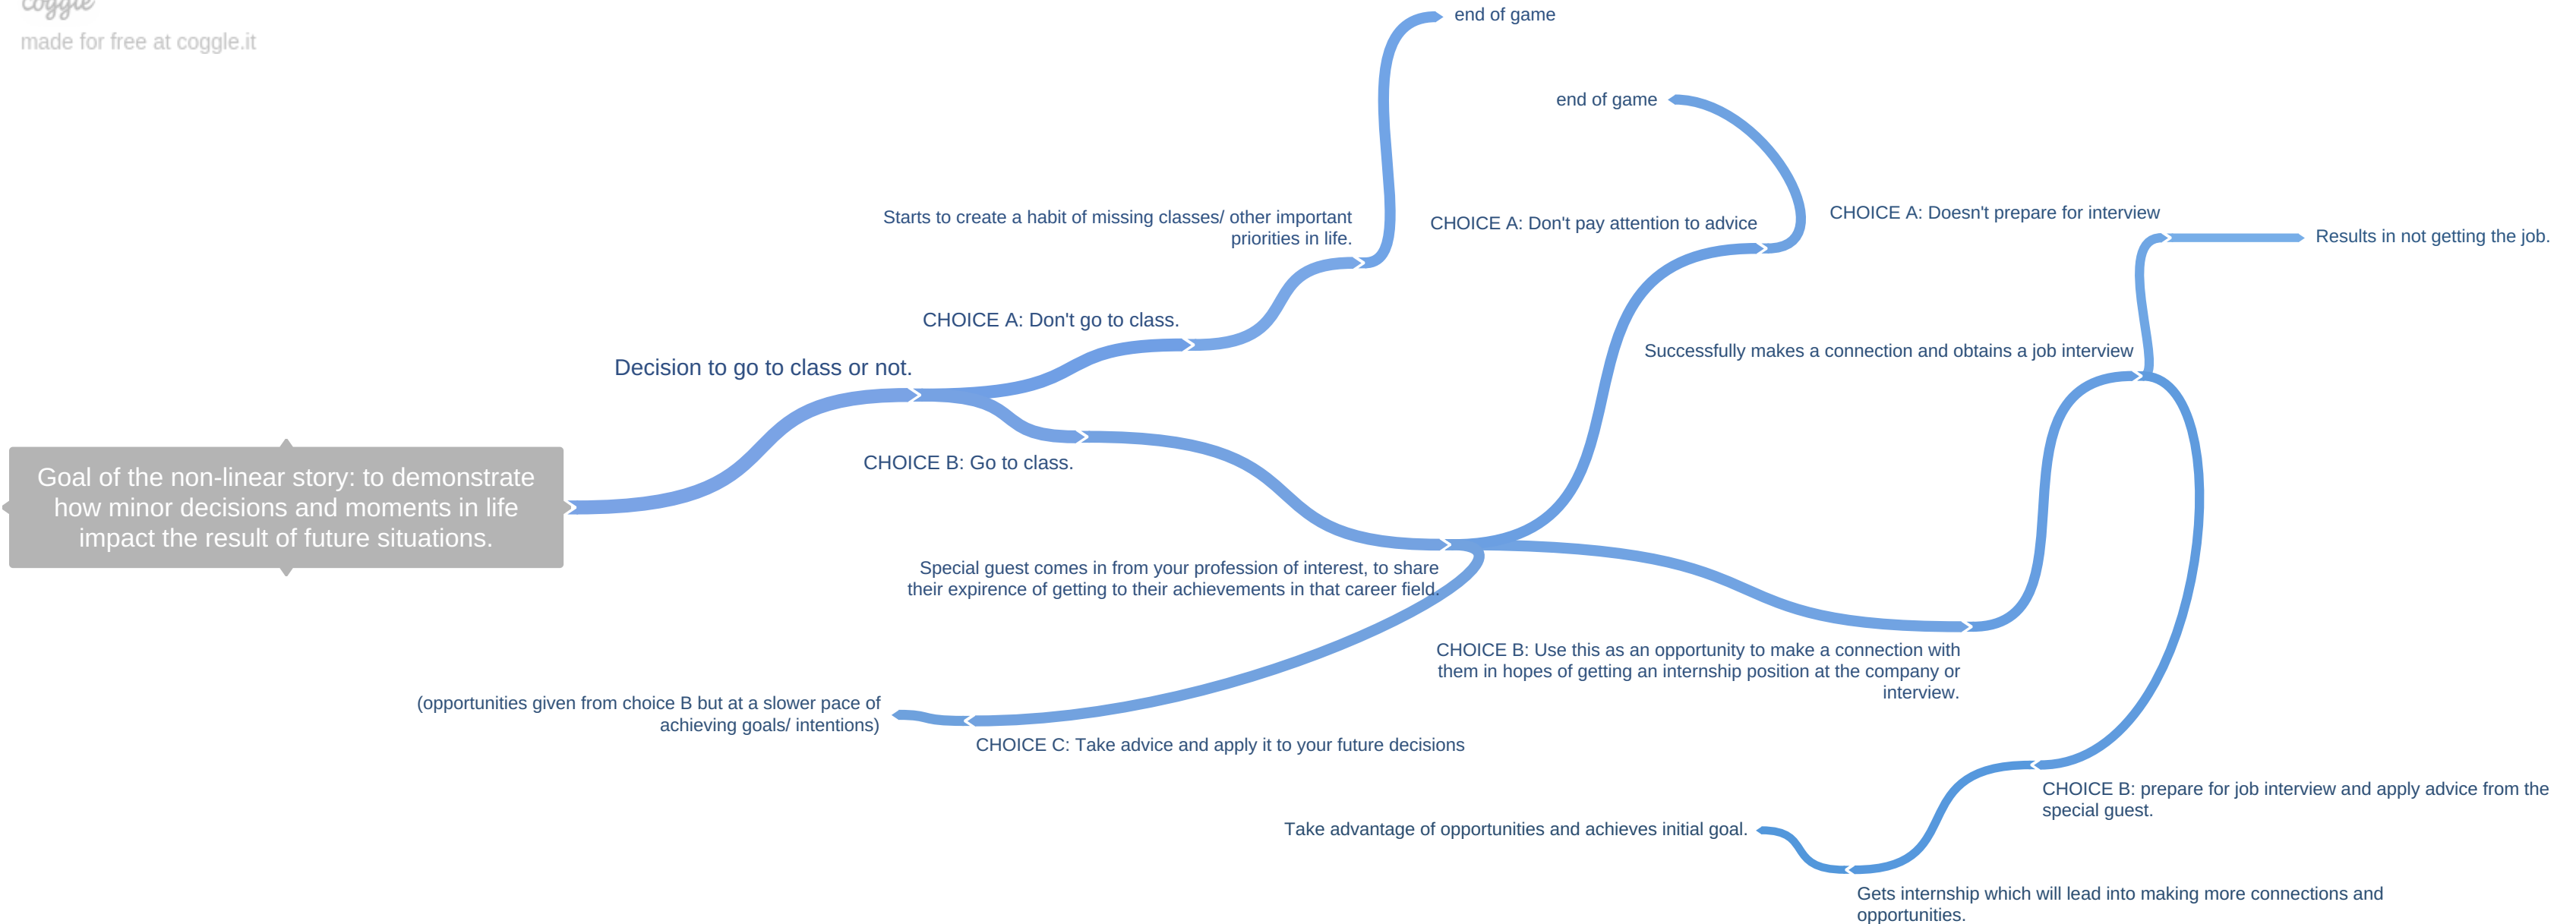 coggle
made for free at coggle.it
end of game
end of game
Starts to create a habit of missing classes/ other important
priorities in life.
CHOICE A: Don't pay attention to advice
CHOICE A: Doesn't prepare for interview
Results in not getting the job.
CHOICE A: Don't go to class.
Successfully makes a connection and obtains a job interview
Decision to go to class or not.
CHOICE B: Go to class.
Goal of the non-linear story: to demonstrate
how minor decisions and moments in life
impact the result of future situations.
Special guest comes in from your profession of interest, to share
their expirence of getting to their achievements in that career field.
CHOICE B: Use this as an opportunity to make a connection with
them in hopes of getting an internship position at the company or
interview.
(opportunities given from choice B but at a slower pace of
achieving goals/ intentions)
CHOICE C: Take advice and apply it to your future decisions
CHOICE B: prepare for job interview and apply advice from the
special guest.
Take advantage of opportunities and achieves initial goal.
Gets internship which will lead into making more connections and
opportunities.